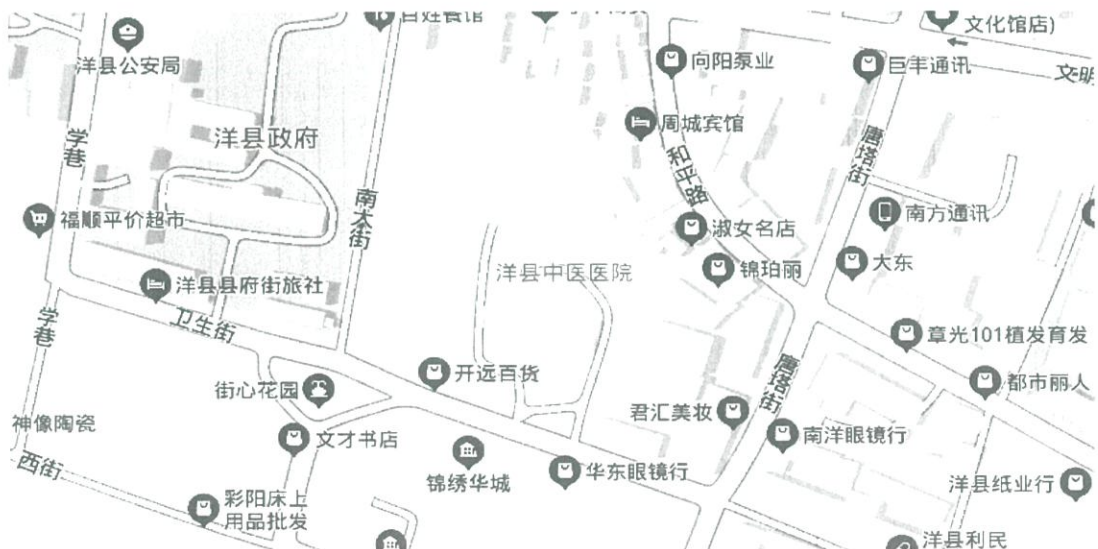 百姓餐馆
文化馆店)
洋县公安局
向阳泵业
巨丰通讯
文明
学巷
洋县政府
周城宾馆
和平路
唐塔街
南大街
福顺平价超市
淑女名店
南方通讯
洋县中医医院
锦珀丽
大东
洋县县府街旅社
学巷
卫生街
章光101植发育发
开远百货
唐塔街
都市丽人
街心花园
君汇美妆
神像陶瓷
文才书店
南洋眼镜行
西街
锦绣华城
华东眼镜行
洋县纸业行
彩阳床上
用品批发
洋县利民